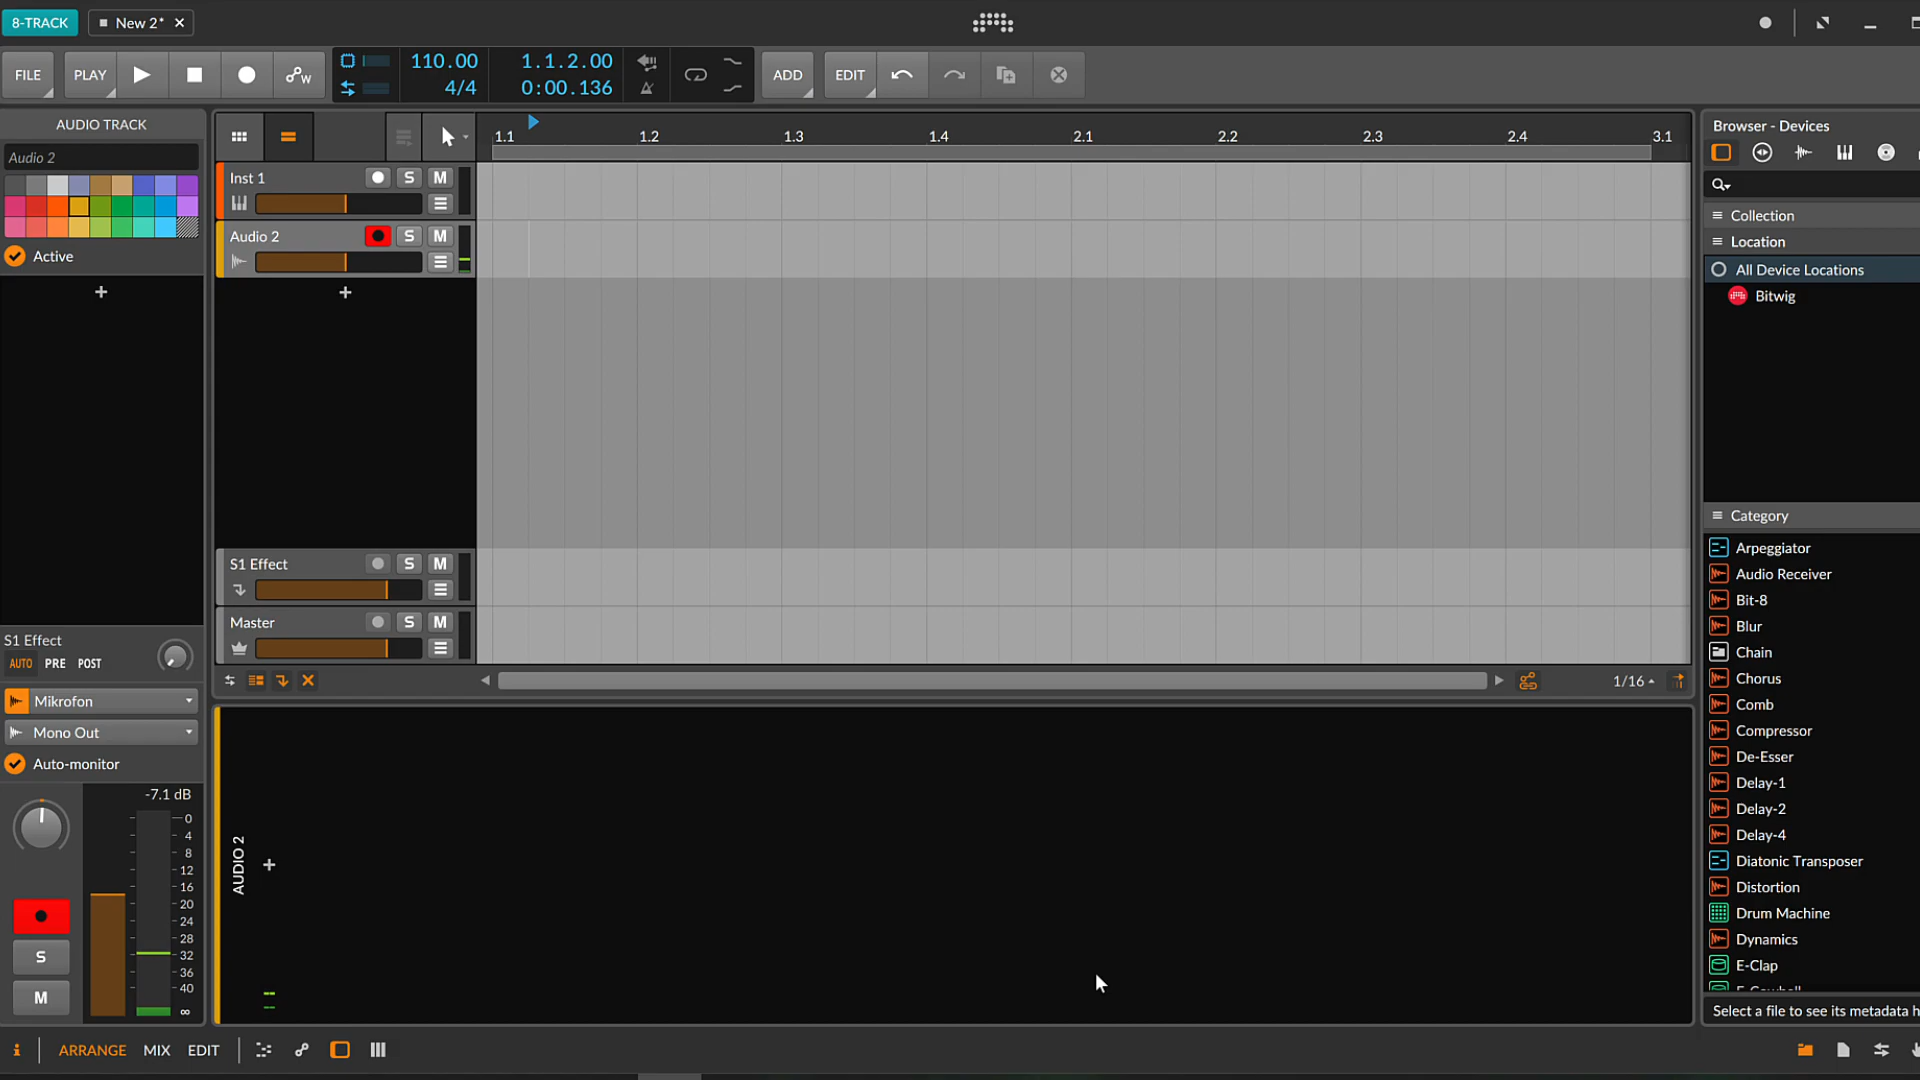 8-TRACK
New 2*
FILE
PLAY
110.00
4/4
1.1.2.00
0:00.136
ADD
EDIT
AUDIO TRACK
Audio 2
Active
S1 Effect
AUTO PRE POST
Mikrofon
Mono Out
Auto-monitor
-7.1 dB
0
4
8
12
16
20
24
28
32
36
40
∞
S
M
1.1 1.2 1.3 1.4 2.1 2.2 2.3 2.4 3.1
Inst 1 S M
Audio 2 S M
S1 Effect S M
Master S M
1/16
AUDIO 2
Browser - Devices
Collection
Location
All Device Locations
Bitwig
Category
Arpeggiator
Audio Receiver
Bit-8
Blur
Chain
Chorus
Comb
Compressor
De-Esser
Delay-1
Delay-2
Delay-4
Diatonic Transposer
Distortion
Drum Machine
Dynamics
E-Clap
Select a file to see its metadata h
i ARRANGE MIX EDIT